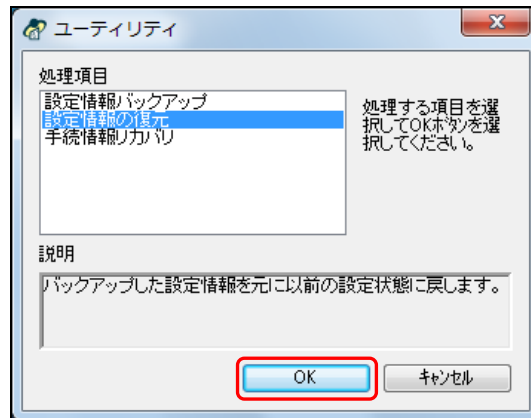 ユーティリティ
処理項目
設定情報バックアップ
設定情報の復元
手続情報リカバリ
処理する項目を選
択してOKボタンを選
択してください。
説明
バックアップした設定情報を元に以前の設定状態に戻します。
OK
キャンセル